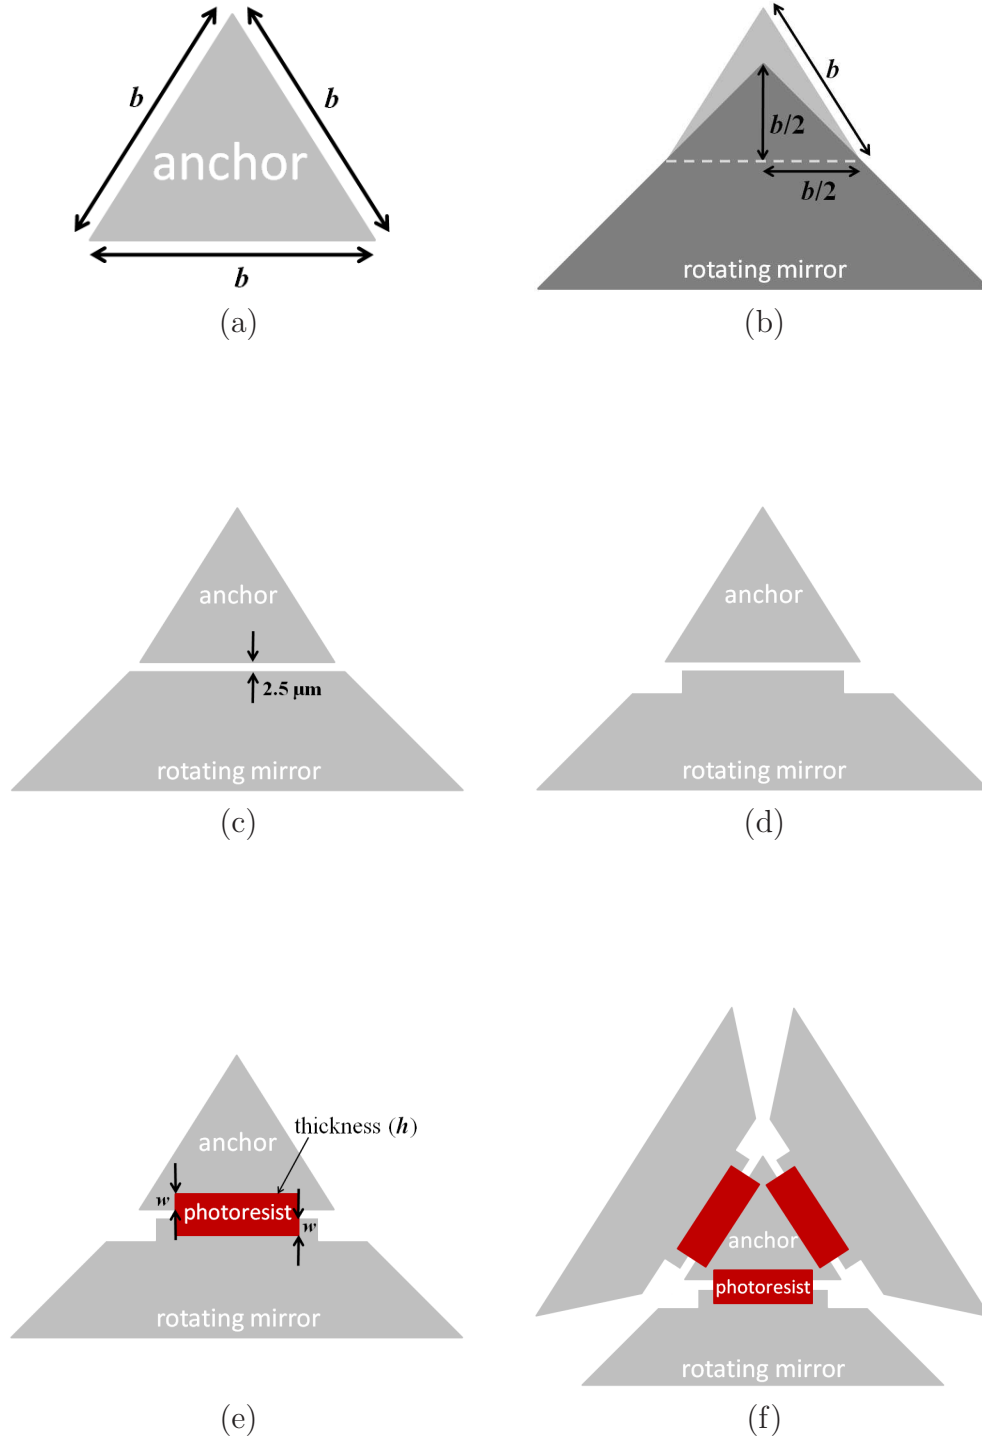 b
b
anchor
b
(a)
b
b/2
b/2
rotating mirror
(b)
anchor
2.5 μm
rotating mirror
(c)
anchor
rotating mirror
(d)
thickness (h)
anchor
w
photoresist
w
rotating mirror
(e)
anchor
photoresist
rotating mirror
(f)